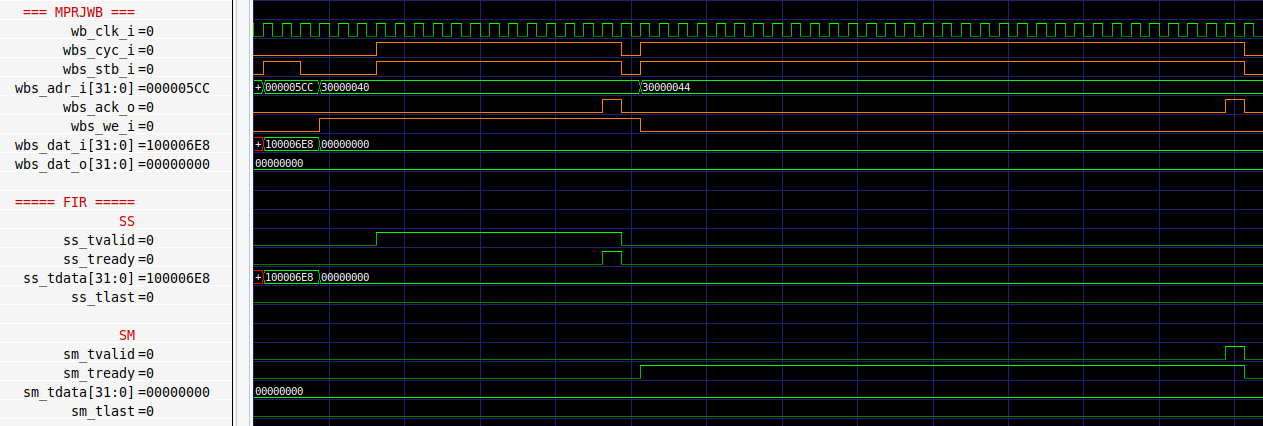 === MPRJWB ===
wb_clk_i=0
wbs_cyc_i=0
wbs_stb_i=0
wbs_adr_i[31:0]=000005CC + 000005CC 30000040 30000044
wbs_ack_o=0
wbs_we_i=0
wbs_dat_i[31:0]=100006E8 + 100006E8 00000000
wbs_dat_o[31:0]=00000000 00000000
===== FIR =====
SS
ss_tvalid=0
ss_tready=0
ss_tdata[31:0]=100006E8 + 100006E8 00000000
ss_tlast=0
SM
sm_tvalid=0
sm_tready=0
sm_tdata[31:0]=00000000 00000000
sm_tlast=0